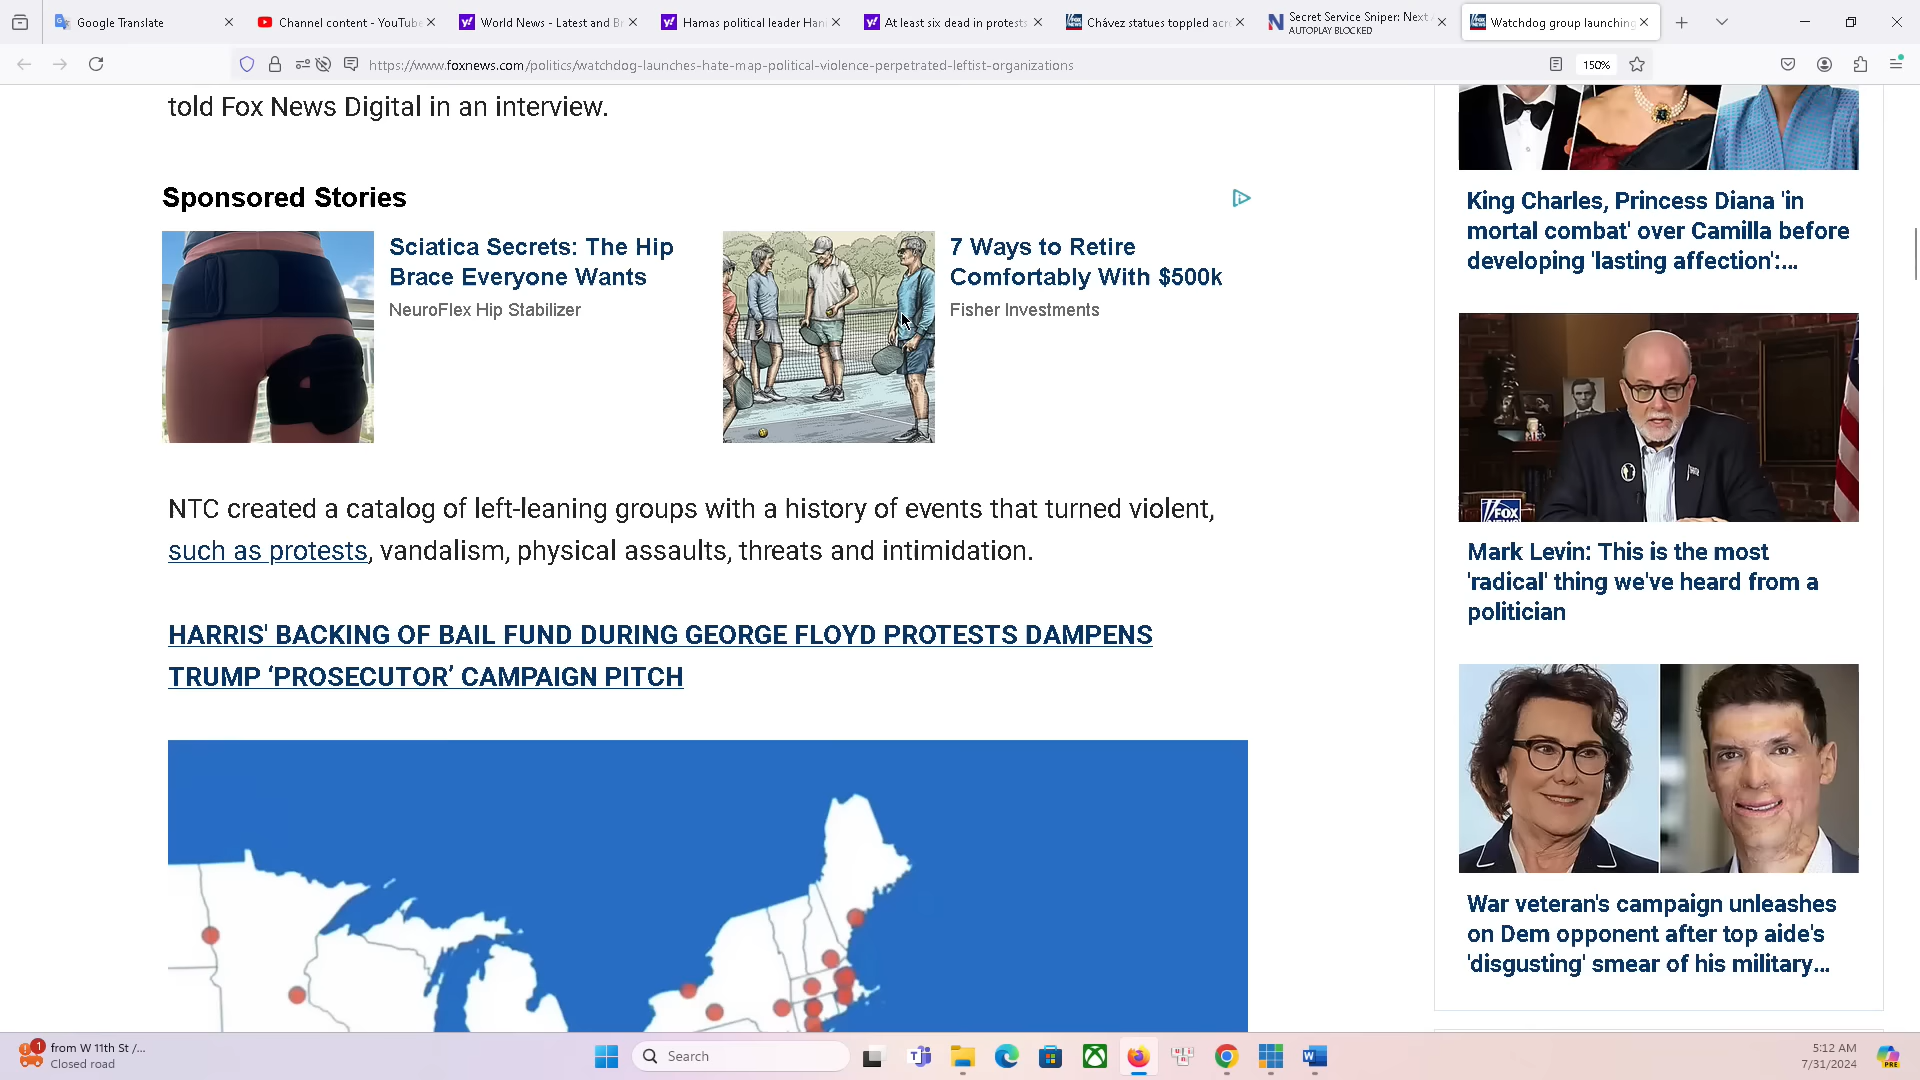 Google Translate
Channel content - YouTube
World News - Latest and Br
Hamas political leader Hani
At least six dead in protests
Chávez statues toppled acr
Secret Service Sniper: Next
AUTOPLAY BLOCKED
Watchdog group launching
https://www.foxnews.com/politics/watchdog-launches-hate-map-political-violence-perpetrated-leftist-organizations
150%
told Fox News Digital in an interview.
Sponsored Stories
Sciatica Secrets: The Hip
Brace Everyone Wants
NeuroFlex Hip Stabilizer
7 Ways to Retire
Comfortably With $500k
Fisher Investments
NTC created a catalog of left-leaning groups with a history of events that turned violent,
such as protests, vandalism, physical assaults, threats and intimidation.
HARRIS' BACKING OF BAIL FUND DURING GEORGE FLOYD PROTESTS DAMPENS
TRUMP ‘PROSECUTOR’ CAMPAIGN PITCH
King Charles, Princess Diana 'in
mortal combat' over Camilla before
developing 'lasting affection':...
FOX
NEWS
Mark Levin: This is the most
'radical' thing we've heard from a
politician
War veteran's campaign unleashes
on Dem opponent after top aide's
'disgusting' smear of his military...
1
from W 11th St /...
Closed road
Search
5:12 AM
7/31/2024
PRE